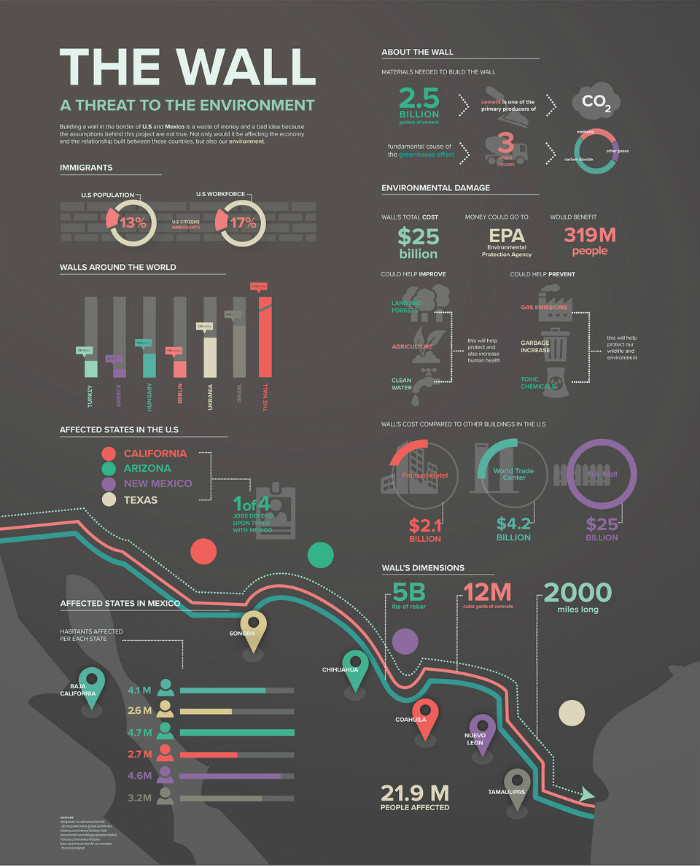 THE WALL
A THREAT TO THE ENVIRONMENT
Building a wall in the border of U.S and Mexico is a waste of money and a bad idea because
the assumptions behind this project are not true. Not only would it be affecting the economy
and the relationship built between these countries, but also our environment.
IMMIGRANTS
U.S POPULATION
U.S WORKFORCE
13%
U.S CITIZENS
IMMIGRANTS
17%
WALLS AROUND THE WORLD
TURKEY
GREECE
HUNGARY
BERLIN
UKRANIA
ISRAEL
THE WALL
AFFECTED STATES IN THE U.S
CALIFORNIA
ARIZONA
NEW MEXICO
TEXAS
1of4
JOBS DEPEND
UPON TRADE
WITH MEXICO
AFFECTED STATES IN MEXICO
HABITANTS AFFECTED
PER EACH STATE
BAJA
CALIFORNIA
SONORA
CHIHUAHUA
COAHUILA
NUEVO
LEON
TAMAULIPAS
4.1 M
2.6 M
4.7 M
2.7 M
4.6M
3.2M
21.9 M
PEOPLE AFFECTED
ABOUT THE WALL
MATERIALS NEEDED TO BUILD THE WALL
2.5
BILLION
cement is one of the
primary producers of
CO2
fundamental cause of
the greenhouse effect
3
methane
other gases
carbon dioxide
ENVIRONMENTAL DAMAGE
WALL'S TOTAL COST
$25
billion
MONEY COULD GO TO
EPA
Environmental
Protection Agency
WOULD BENEFIT
319M
people
COULD HELP IMPROVE
LAND AND
FORESTS
AGRICULTURE
CLEAN
WATER
this will help
protect and
also increase
human health
COULD HELP PREVENT
GAS EMISSIONS
GARBAGE
INCREASE
TOXIC
CHEMICALS
this will help
protect our
wildlife and
environment
WALL'S COST COMPARED TO OTHER BUILDINGS IN THE U.S
Hotel
$2.1
BILLION
World Trade
Center
$4.2
BILLION
The Wall
$25
BILLION
WALL'S DIMENSIONS
5B
lbs of rebar
12M
cubic yards of concrete
2000
miles long